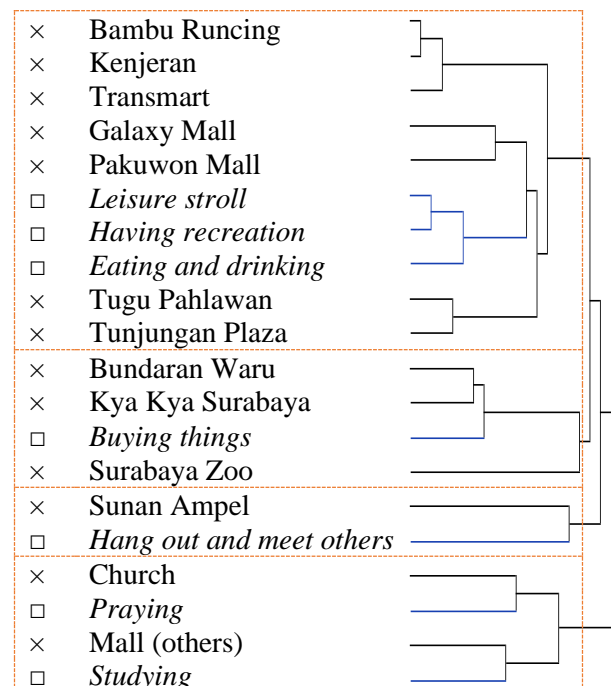 × Bambu Runcing
× Kenjeran
× Transmart
× Galaxy Mall
× Pakuwon Mall
□ Leisure stroll
□ Having recreation
□ Eating and drinking
× Tugu Pahlawan
× Tunjungan Plaza
× Bundaran Waru
× Kya Kya Surabaya
□ Buying things
× Surabaya Zoo
× Sunan Ampel
□ Hang out and meet others
× Church
□ Praying
× Mall (others)
□ Studying